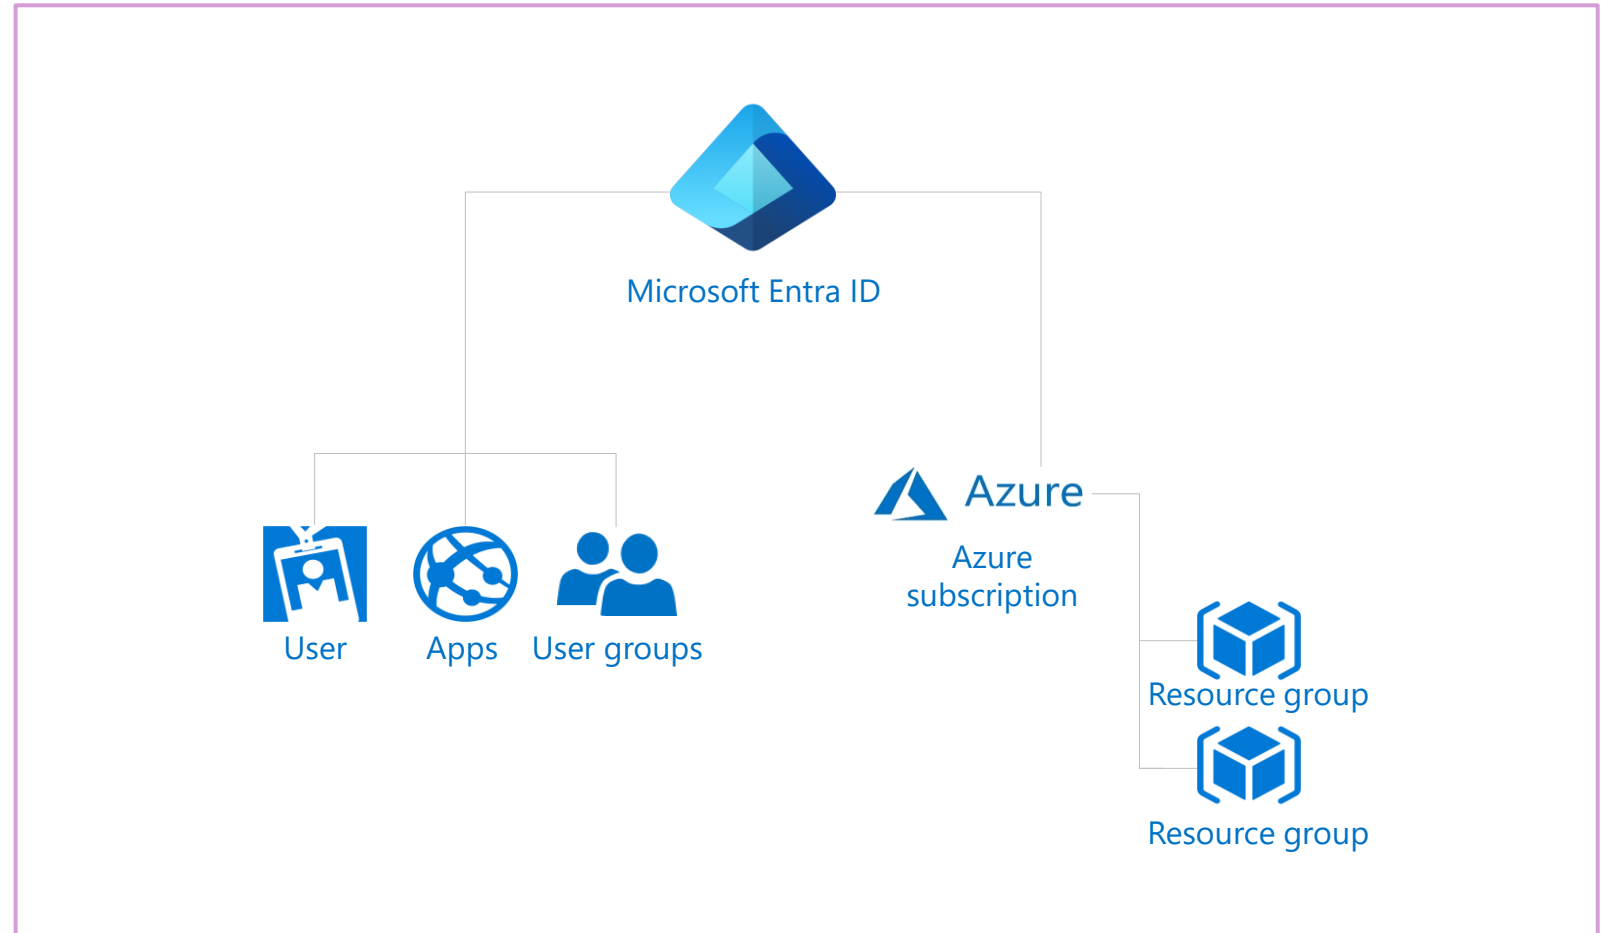 Microsoft Entra ID
Azure
Azure
subscription
User
Apps
User groups
Resource group
Resource group